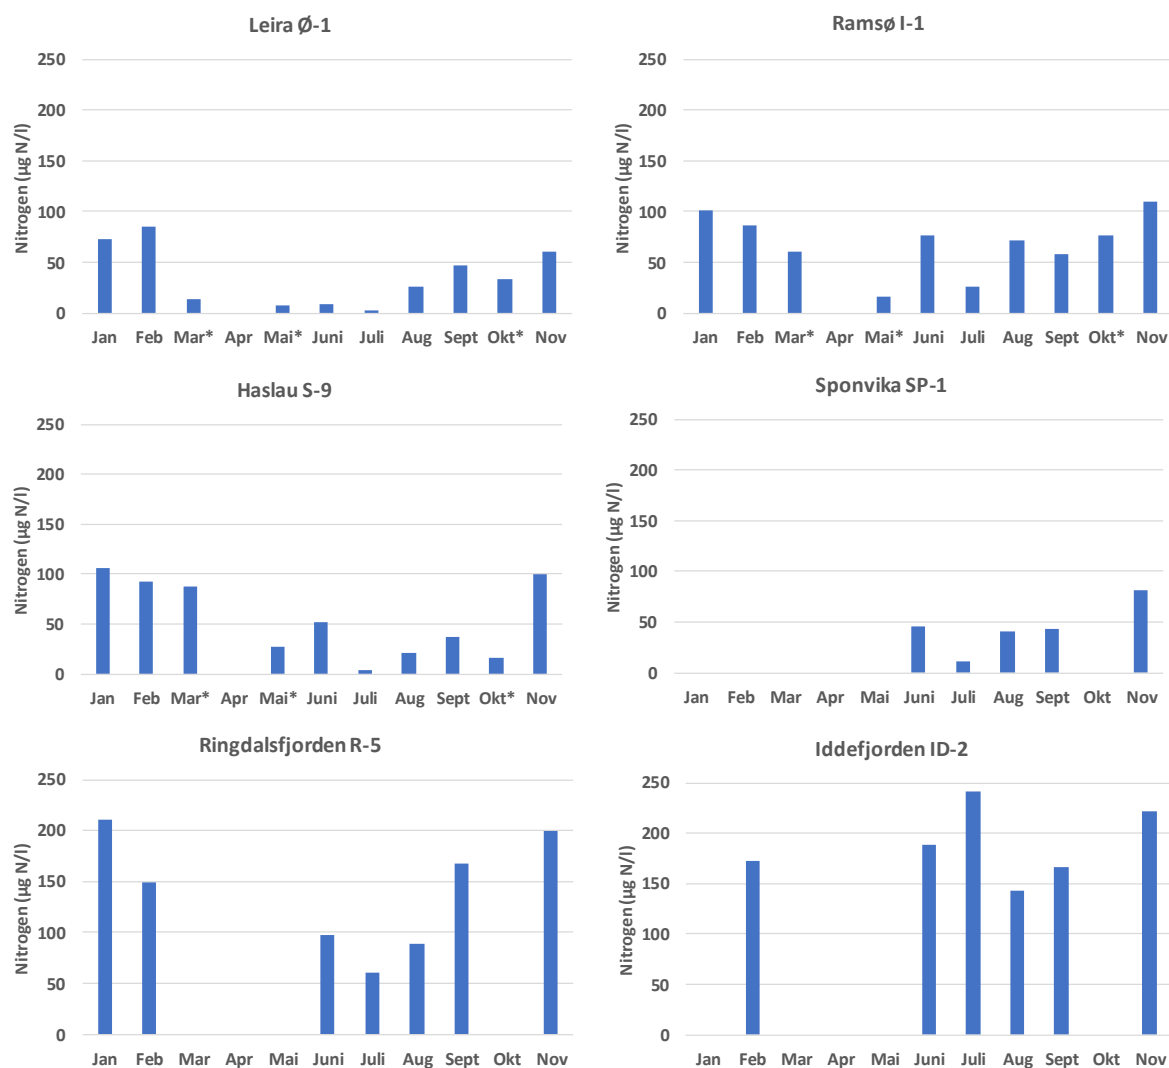 Leira Ø-1
Nitrogen (µg N/l)
250
200
150
100
50
0
Jan Feb Mar* Apr Mai* Juni Juli Aug Sept Okt* Nov
Ramsø I-1
Nitrogen (µg N/l)
250
200
150
100
50
0
Jan Feb Mar* Apr Mai* Juni Juli Aug Sept Okt* Nov
Haslau S-9
Nitrogen (µg N/l)
250
200
150
100
50
0
Jan Feb Mar* Apr Mai* Juni Juli Aug Sept Okt* Nov
Sponvika SP-1
Nitrogen (µg N/l)
250
200
150
100
50
0
Jan Feb Mar Apr Mai Juni Juli Aug Sept Okt Nov
Ringdalsfjorden R-5
Nitrogen (µg N/l)
250
200
150
100
50
0
Jan Feb Mar Apr Mai Juni Juli Aug Sept Okt Nov
Iddefjorden ID-2
Nitrogen (µg N/l)
250
200
150
100
50
0
Jan Feb Mar Apr Mai Juni Juli Aug Sept Okt Nov